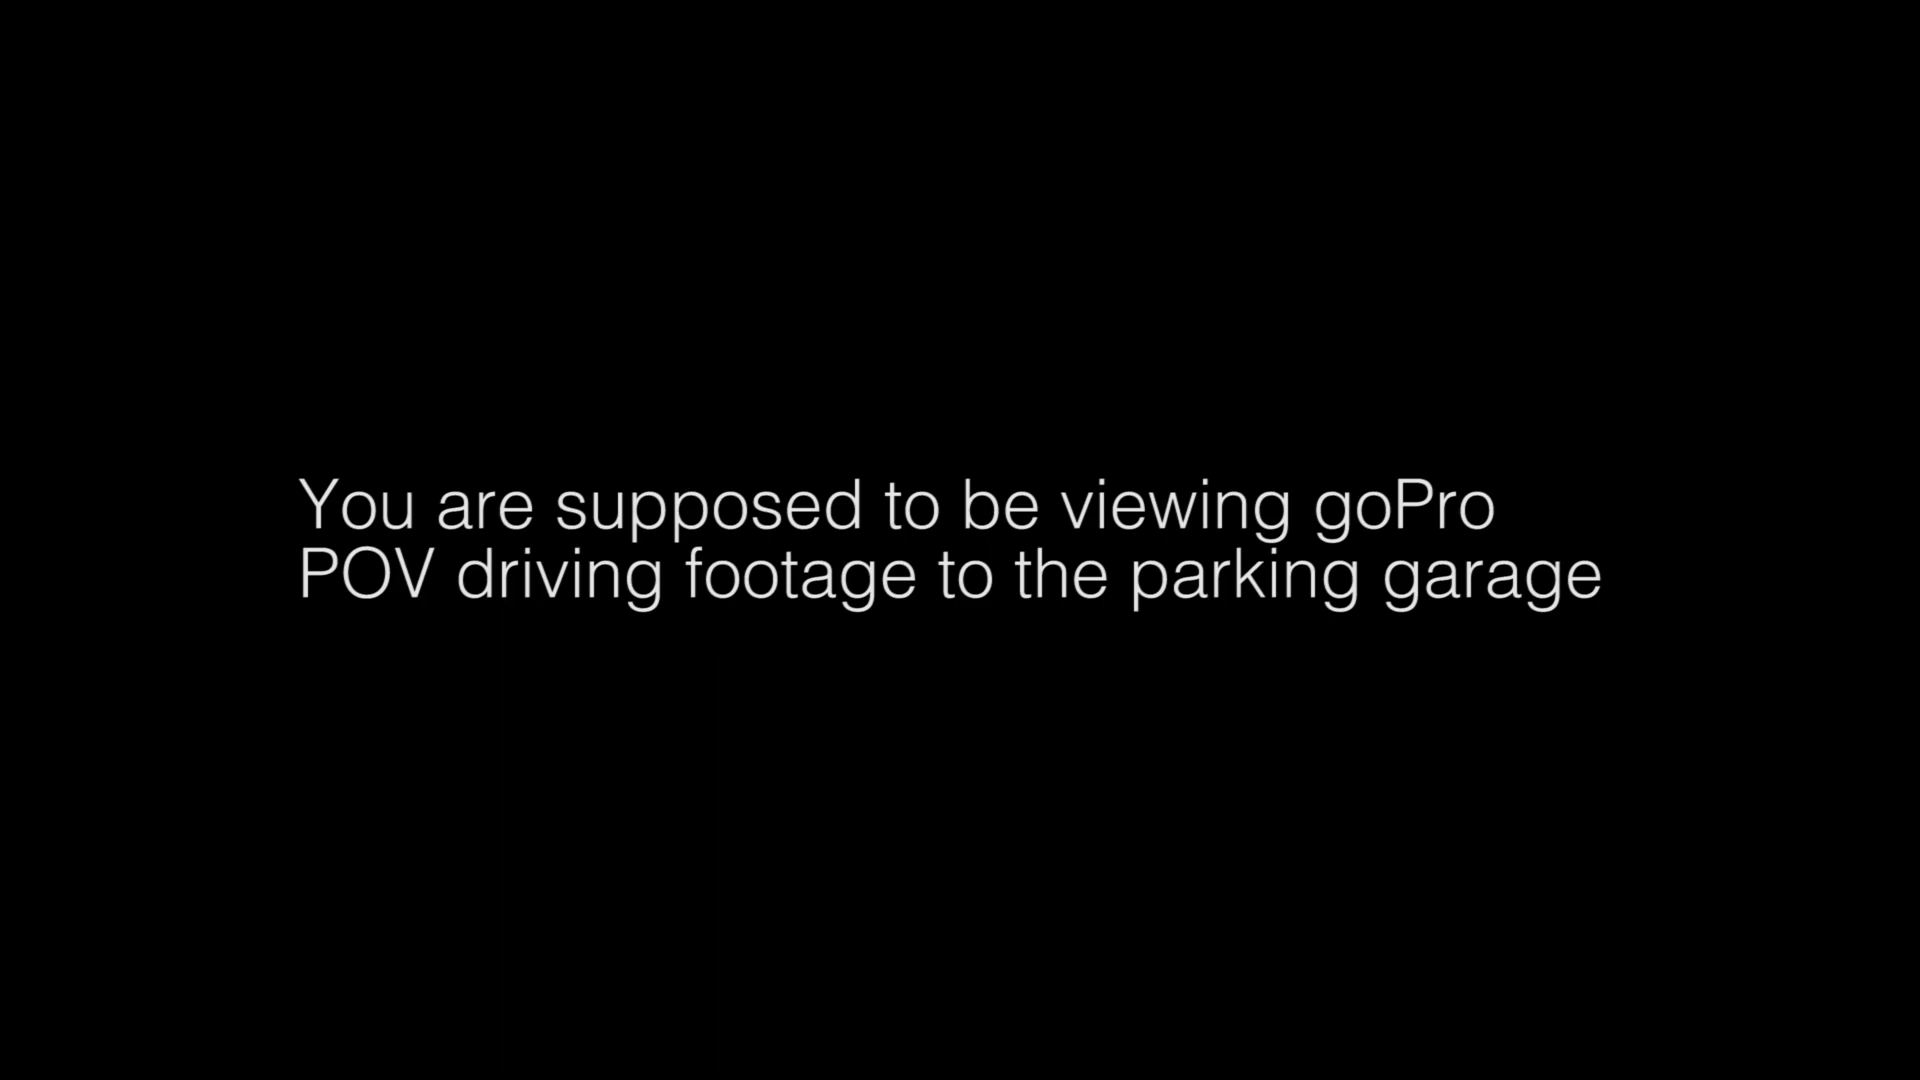 You are supposed to be viewing goPro
POV driving footage to the parking garage